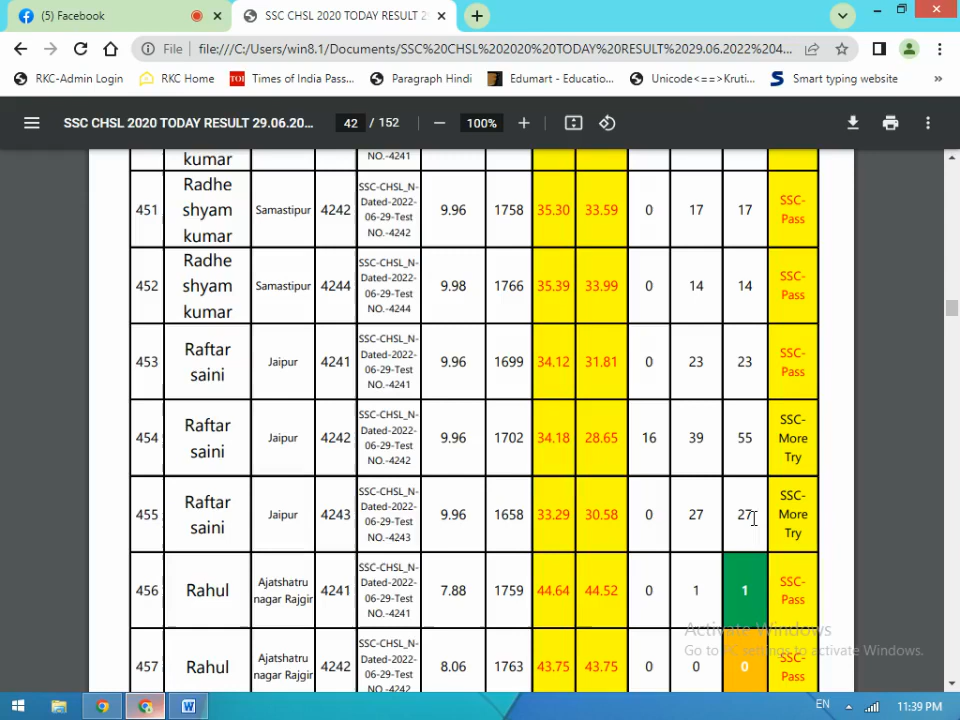 (5) Facebook
SSC CHSL 2020 TODAY RESULT 2
File
file:///C:/Users/win8.1/Documents/SSC%20CHSL%202020%20TODAY%20RESULT%2029.06.2022%204...
RKC-Admin Login
RKC Home
TOI
Times of India Pass...
Paragraph Hindi
Edumart - Educatio...
Unicode<==>Kruti...
Smart typing website
»
SSC CHSL 2020 TODAY RESULT 29.06.20...
42 / 152
100%
kumar NO.-4241
451 Radhe shyam kumar Samastipur 4242 SSC-CHSL_N-Dated-2022-06-29-Test NO.-4242 9.96 1758 35.30 33.59 0 17 17 SSC-Pass
452 Radhe shyam kumar Samastipur 4244 SSC-CHSL_N-Dated-2022-06-29-Test NO.-4244 9.98 1766 35.39 33.99 0 14 14 SSC-Pass
453 Raftar saini Jaipur 4241 SSC-CHSL_N-Dated-2022-06-29-Test NO.-4241 9.96 1699 34.12 31.81 0 23 23 SSC-Pass
454 Raftar saini Jaipur 4242 SSC-CHSL_N-Dated-2022-06-29-Test NO.-4242 9.96 1702 34.18 28.65 16 39 55 SSC-More Try
455 Raftar saini Jaipur 4243 SSC-CHSL_N-Dated-2022-06-29-Test NO.-4243 9.96 1658 33.29 30.58 0 27 27 SSC-More Try
456 Rahul Ajatshatru nagar Rajgir 4241 SSC-CHSL_N-Dated-2022-06-29-Test NO.-4241 7.88 1759 44.64 44.52 0 1 1 SSC-Pass
457 Rahul Ajatshatru nagar Rajgir 4242 SSC-CHSL_N-Dated-2022-06-29-Test NO.-4242 8.06 1763 43.75 43.75 0 0 0 SSC-Pass
Activate Windows
Go to PC settings to activate Windows.
EN
11:39 PM